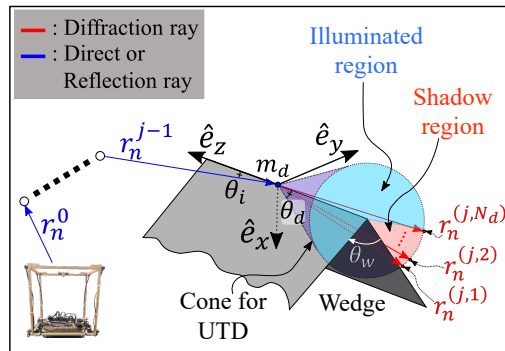 : Diffraction ray
: Direct or
Reflection ray
Illuminated
region
Shadow
region
r_n^{j-1}
ê_z
ê_y
m_d
θ_i
θ_d
ê_x
r_n^0
θ_w
r_n^{(j,N_d)}
r_n^{(j,2)}
r_n^{(j,1)}
Cone for
UTD
Wedge